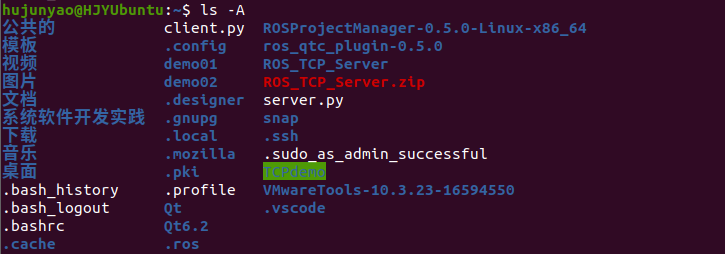 hujunyao@HJYUbuntu:~$ ls -A
公共的 client.py ROSProjectManager-0.5.0-Linux-x86_64
模板 .config ros_qtc_plugin-0.5.0
视频 demo01 ROS_TCP_Server
图片 demo02 ROS_TCP_Server.zip
文档 .designer server.py
系统软件开发实践 .gnupg snap
下载 .local .ssh
音乐 .mozilla .sudo_as_admin_successful
桌面 .pki TCPdemo
.bash_history .profile VMwareTools-10.3.23-16594550
.bash_logout Qt .vscode
.bashrc Qt6.2
.cache .ros